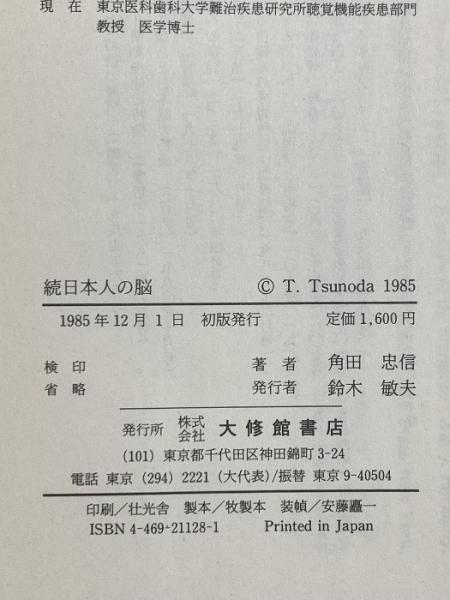 現 在 東京医科歯科大学難治疾患研究所聴覚機能疾患部門
教授 医学博士
続日本人の脳 © T. Tsunoda 1985
1985年12月1日 初版発行 定価1,600円
検印 著者 角田 忠信
省略 発行者 鈴木 敏夫
発行所 株式会社 大修館書店
(101) 東京都千代田区神田錦町3-24
電話 東京 (294) 2221 (大代表)/振替 東京9-40504
印刷/壮光舎 製本/牧製本 装幀/安藤矗一
ISBN 4-469-21128-1 Printed in Japan